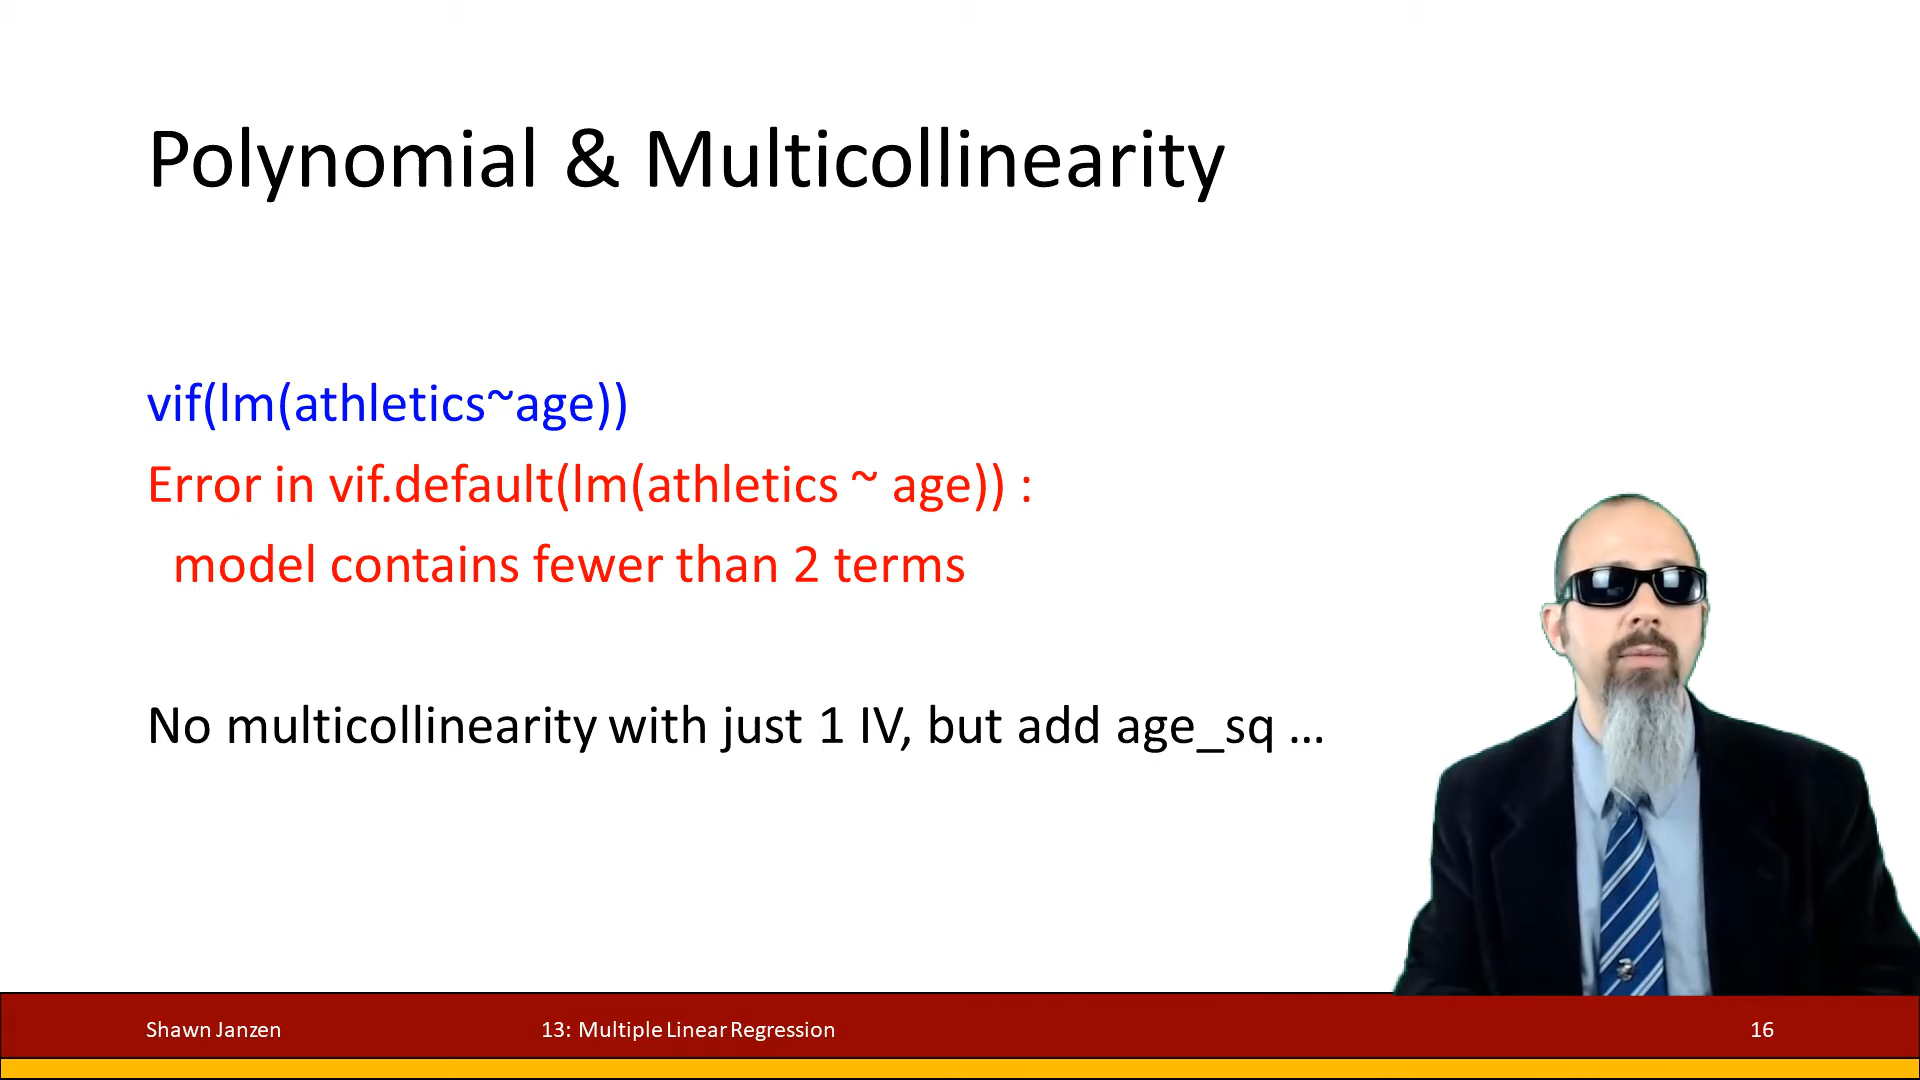 Polynomial & Multicollinearity
vif(lm(athletics~age))
Error in vif.default(lm(athletics ~ age)) :
model contains fewer than 2 terms
No multicollinearity with just 1 IV, but add age_sq ...
Shawn Janzen
13: Multiple Linear Regression
16